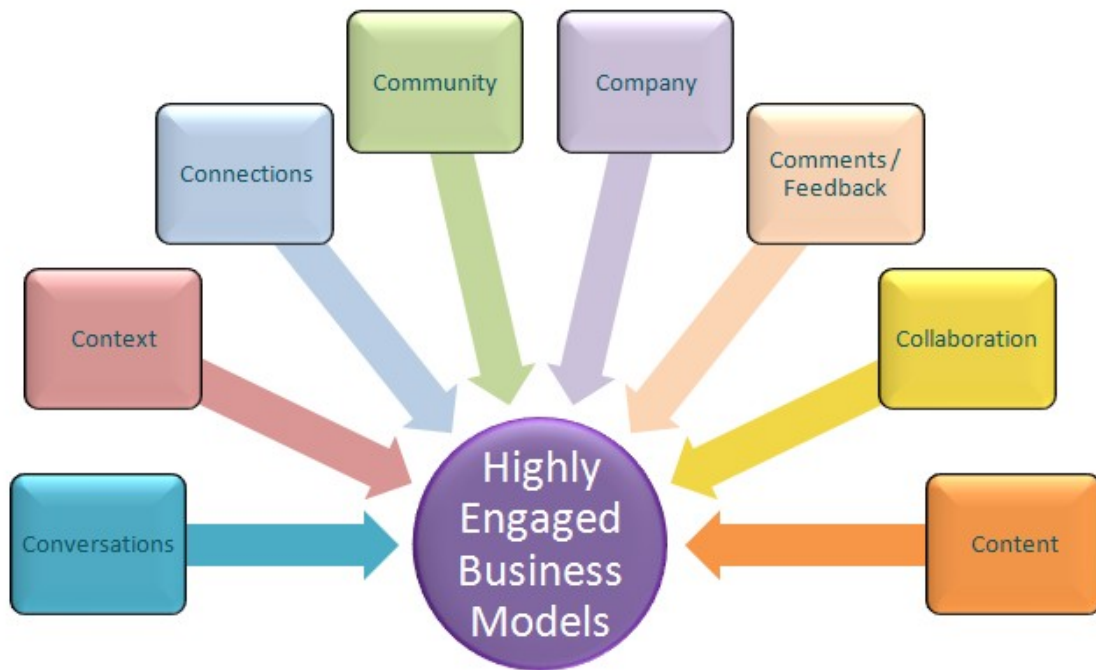 Community
Company
Connections
Comments /
Feedback
Context
Collaboration
Conversations
Highly
Engaged
Business
Models
Content